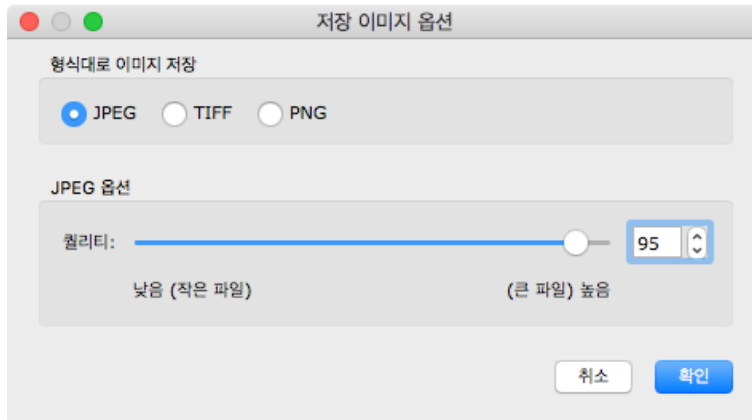 저장 이미지 옵션
형식대로 이미지 저장
JPEG TIFF PNG
JPEG 옵션
퀄리티: 95
낮음 (작은 파일) (큰 파일) 높음
취소 확인